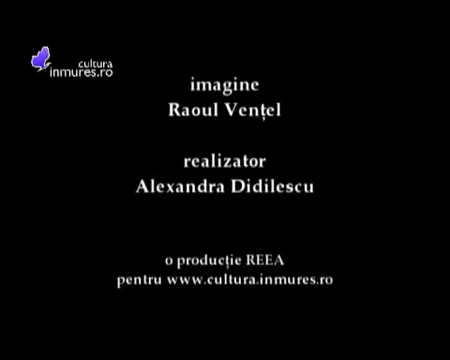 cultura
inmures.ro
imagine
Raoul Vențel
realizator
Alexandra Didilescu
o producție REEA
pentru www.cultura.inmures.ro